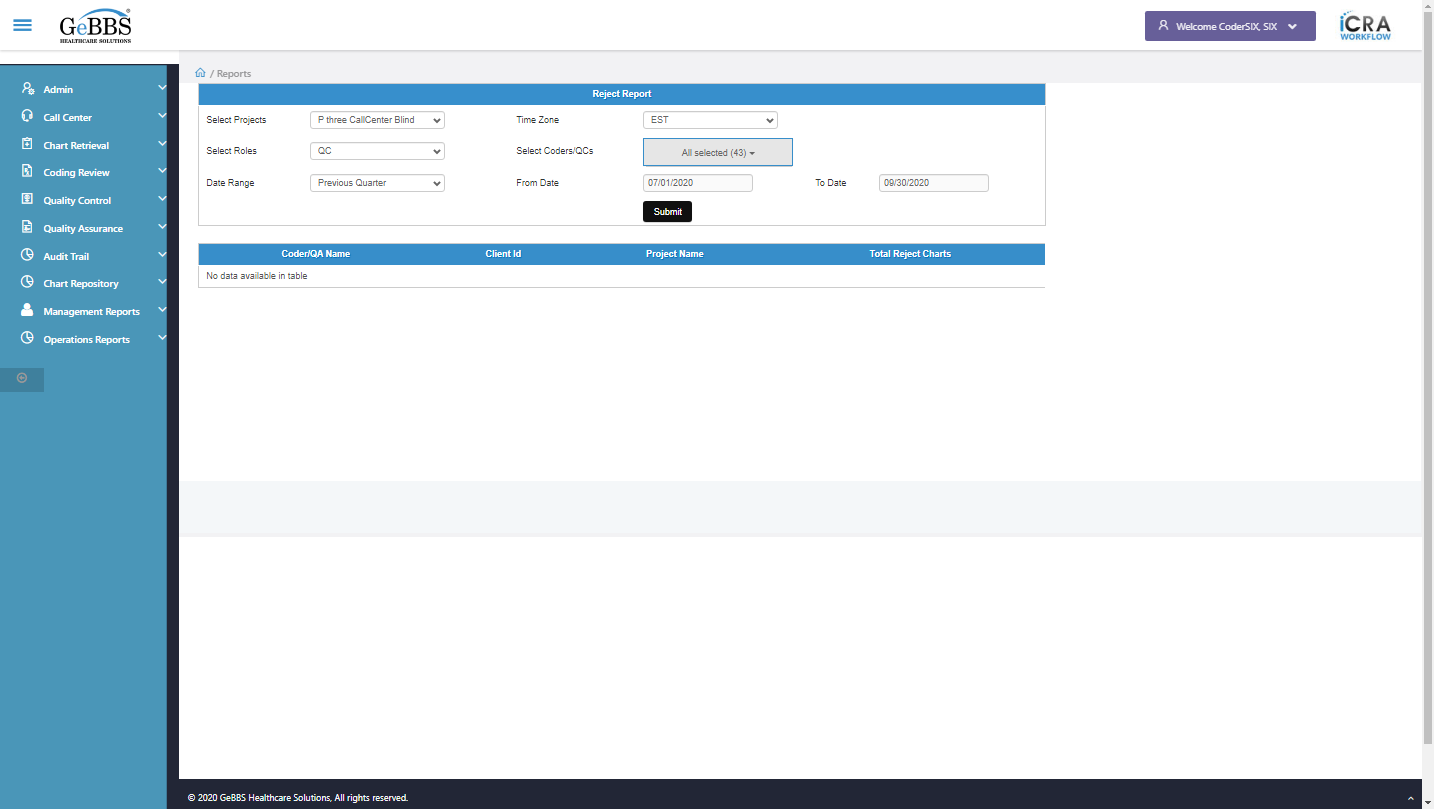 GeBBS®
HEALTHCARE SOLUTIONS
Welcome CoderSIX, SIX
iCRA
WORKFLOW
Admin
Call Center
Chart Retrieval
Coding Review
Quality Control
Quality Assurance
Audit Trail
Chart Repository
Management Reports
Operations Reports
/ Reports
Reject Report
Select Projects P three CallCenter Blind Time Zone EST
Select Roles QC Select Coders/QCs All selected (43)
Date Range Previous Quarter From Date 07/01/2020 To Date 09/30/2020
Submit
Coder/QA Name Client Id Project Name Total Reject Charts
No data available in table
© 2020 GeBBS Healthcare Solutions, All rights reserved.